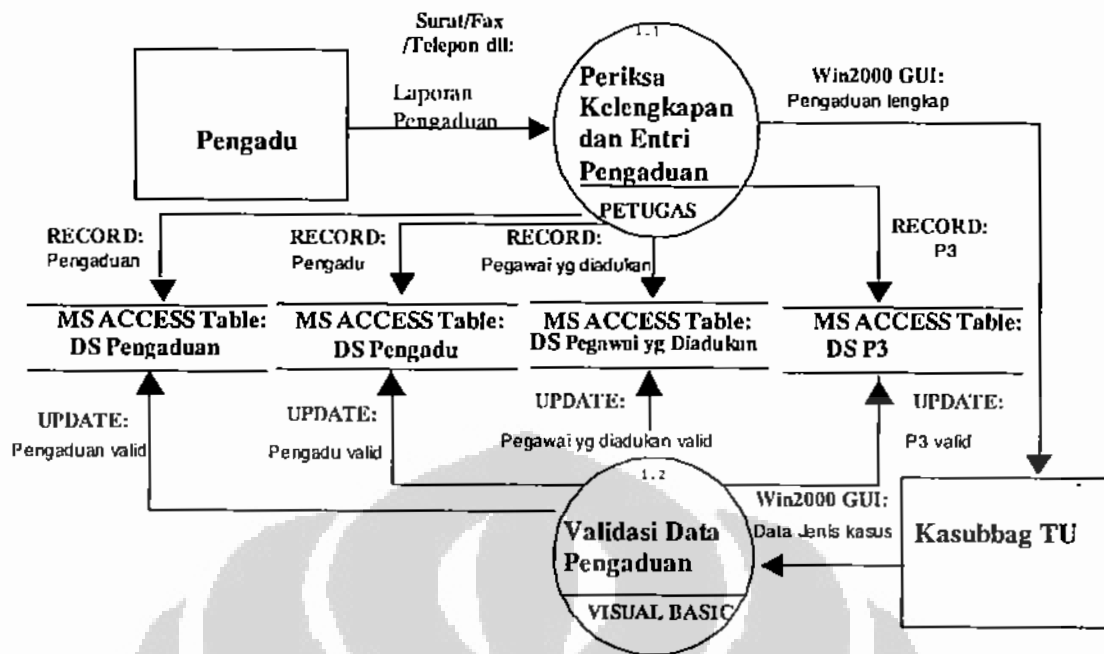 Surat/Fax
/Telepon dll:
Laporan
Pengaduan
Pengadu
1.1
Periksa
Kelengkapan
dan Entri
Pengaduan
PETUGAS
Win2000 GUI:
Pengaduan lengkap
RECORD:
Pengaduan
RECORD:
Pengadu
RECORD:
Pegawai yg diadukan
RECORD:
P3
MS ACCESS Table:
DS Pengaduan
MS ACCESS Table:
DS Pengadu
MS ACCESS Table:
DS Pegawai yg Diadukan
MS ACCESS Table:
DS P3
UPDATE:
Pengaduan valid
UPDATE:
Pengadu valid
UPDATE:
Pegawai yg diadukan valid
UPDATE:
P3 valid
1.2
Validasi Data
Pengaduan
VISUAL BASIC
Win2000 GUI:
Data Jenis kasus
Kasubbag TU